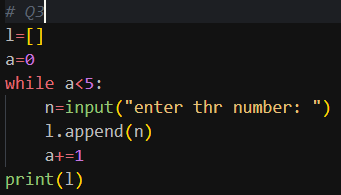 # Q3
l=[]
a=0
while a<5:
    n=input("enter thr number: ")
    l.append(n)
    a+=1
print(l)